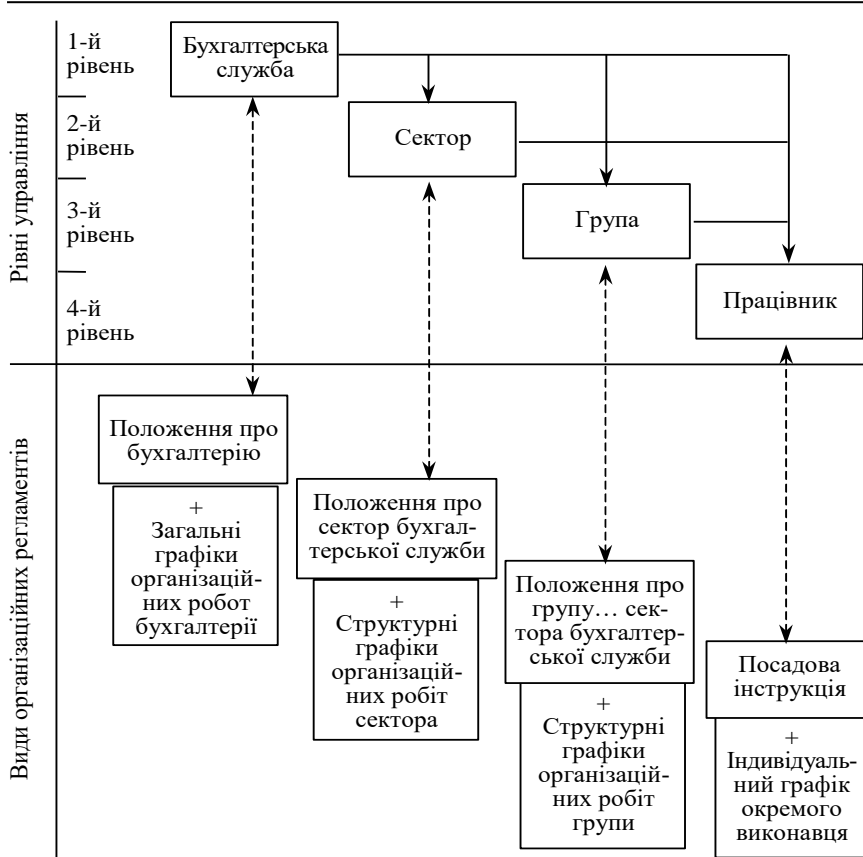 Рівні управління
1-й
рівень
Бухгалтерська
служба
2-й
рівень
Сектор
3-й
рівень
Група
4-й
рівень
Працівник
Види організаційних регламентів
Положення про
бухгалтерію
+
Загальні
графіки
організацій-
них робот
бухгалтерії
Положення про
сектор бухгал-
терської служби
+
Структурні
графіки
організацій-
них робіт
сектора
Положення про
групу… сек-
тора бухгалтер-
ської служби
+
Структурні
графіки
організацій-
них робіт
групи
Посадова
інструкція
+
Індивідуаль-
ний графік
окремого
виконавця